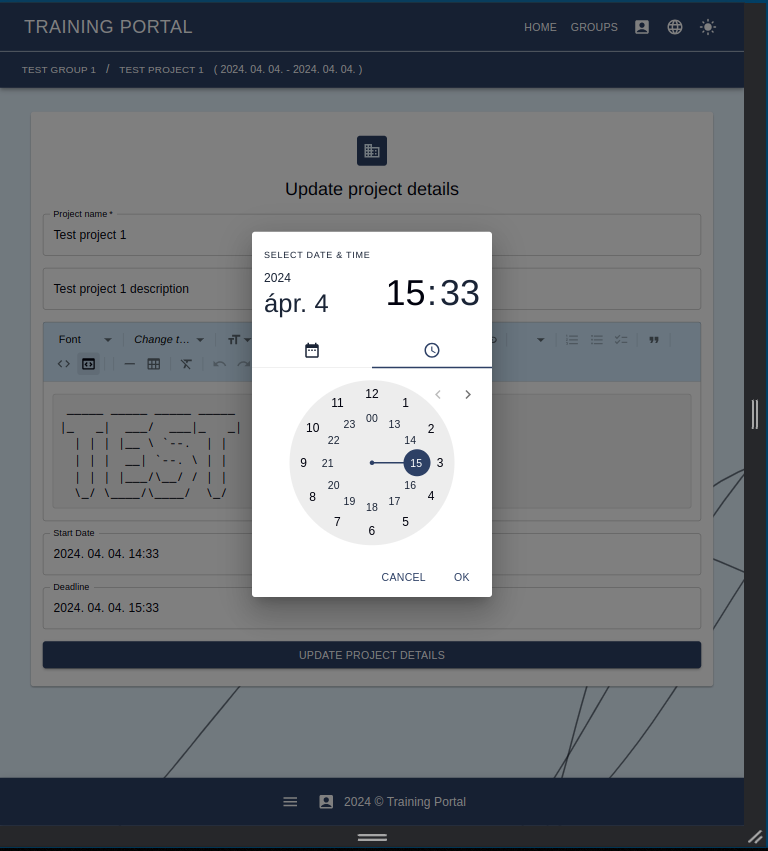 TRAINING PORTAL
HOME GROUPS
TEST GROUP 1 / TEST PROJECT 1 ( 2024. 04. 04. - 2024. 04. 04. )
Update project details
Project name *
Test project 1
Test project 1 description
Font Change t…
SELECT DATE & TIME
2024
ápr. 4 15:33
12
11 1
00
23 13
10 2
22 14
9 21 15 3
20 16
8 4
19 17
18
7 5
6
CANCEL OK
Start Date
2024. 04. 04. 14:33
Deadline
2024. 04. 04. 15:33
UPDATE PROJECT DETAILS
2024 © Training Portal